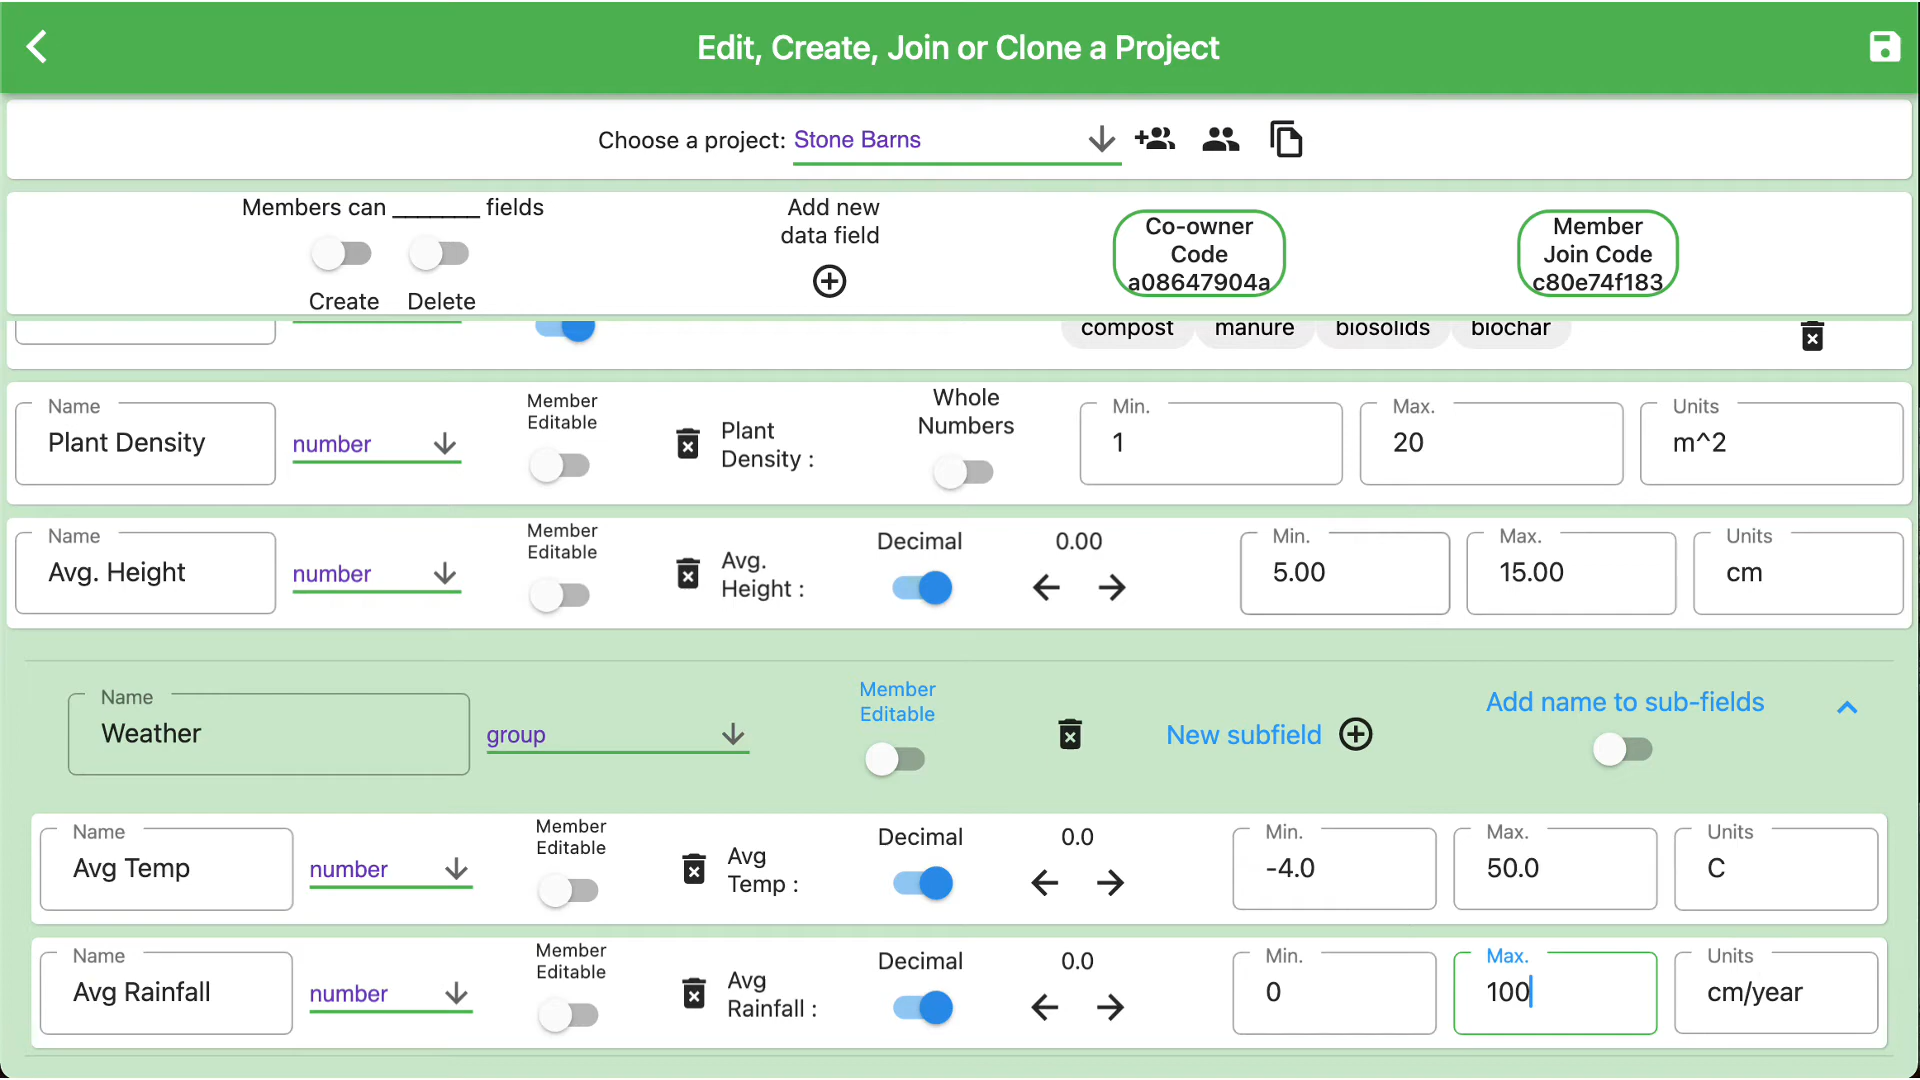 Edit, Create, Join or Clone a Project
Choose a project: Stone Barns
Members can _______ fields
Create Delete
Add new
data field
Co-owner
Code
a08647904a
Member
Join Code
c80e74f183
compost manure biosolids biochar
Name
Plant Density
number
Member
Editable
Plant
Density :
Whole
Numbers
Min.
1
Max.
20
Units
m^2
Name
Avg. Height
number
Member
Editable
Avg.
Height :
Decimal
0.00
Min.
5.00
Max.
15.00
Units
cm
Name
Weather
group
Member
Editable
New subfield
Add name to sub-fields
Name
Avg Temp
number
Member
Editable
Avg
Temp :
Decimal
0.0
Min.
-4.0
Max.
50.0
Units
C
Name
Avg Rainfall
number
Member
Editable
Avg
Rainfall :
Decimal
0.0
Min.
0
Max.
100
Units
cm/year